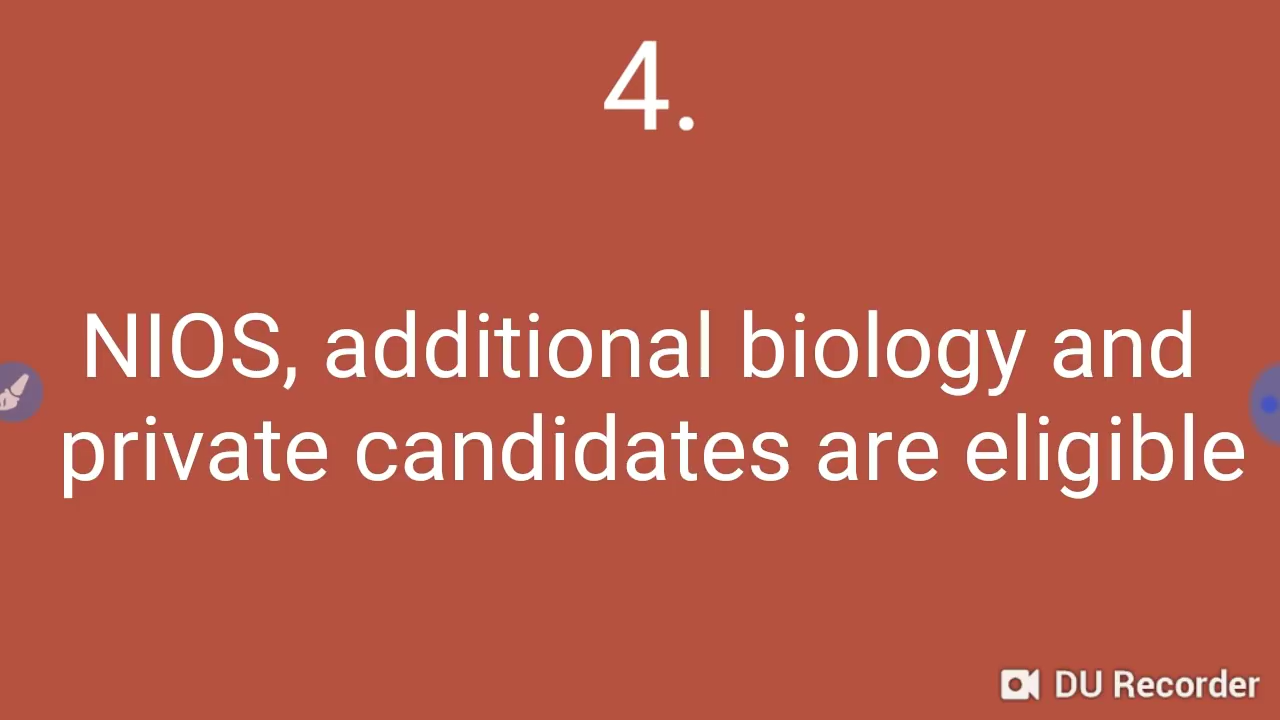 4.
NIOS, additional biology and
private candidates are eligible
DU Recorder